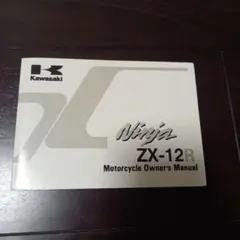 Kawasaki
Ninja
ZX-12R
Motorcycle Owners Manual